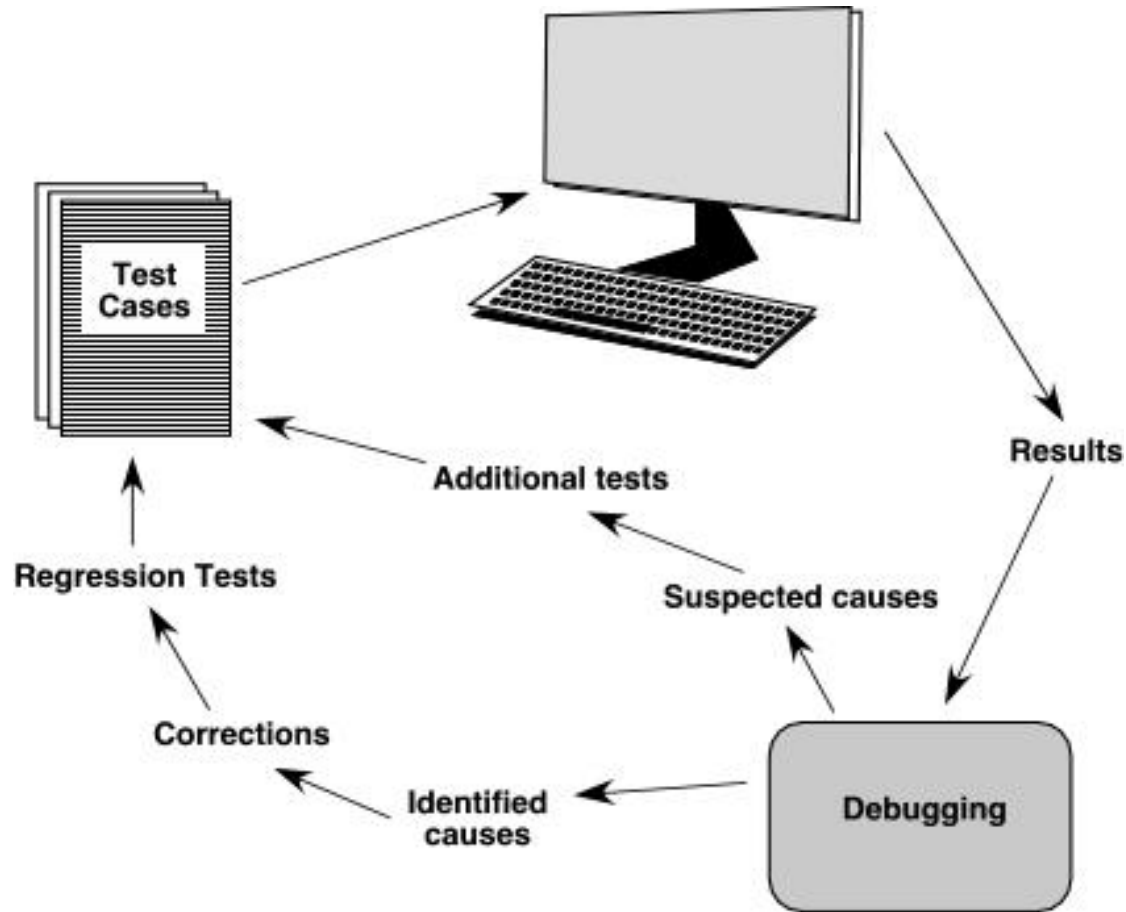 Test
Cases
Results
Additional tests
Regression Tests
Suspected causes
Corrections
Identified
causes
Debugging